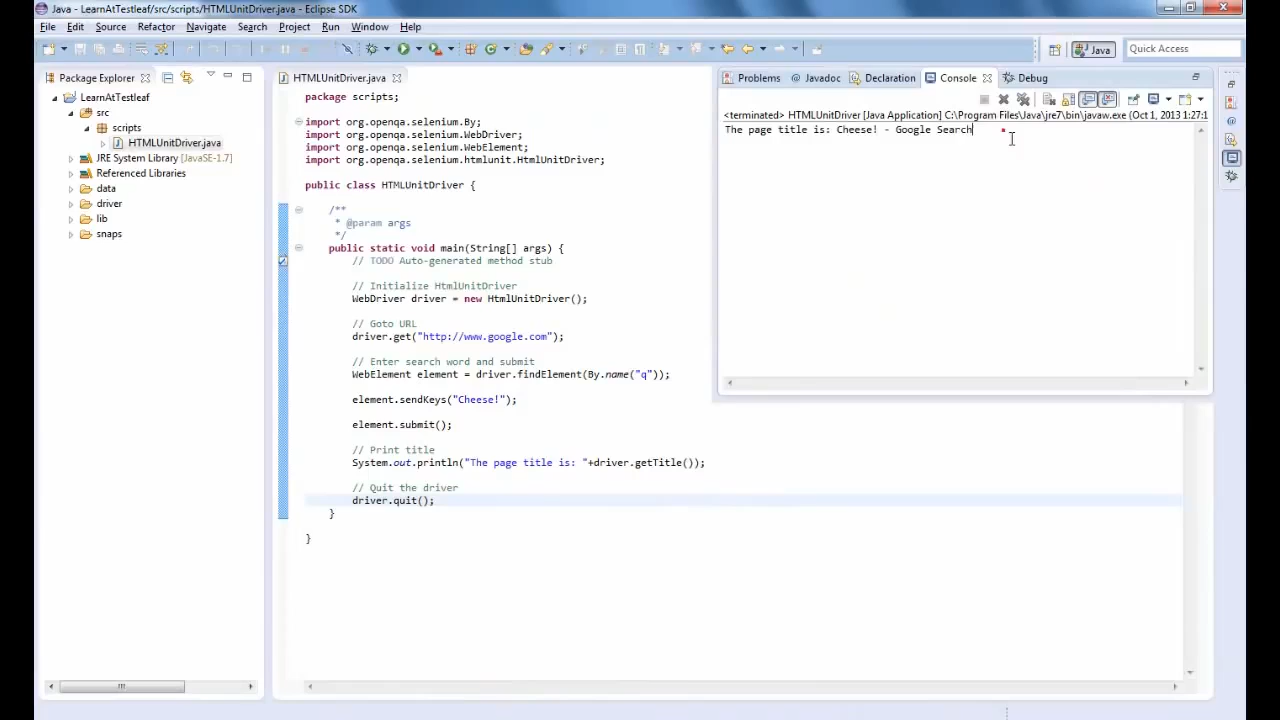 Java - LearnAtTestleaf/src/scripts/HTMLUnitDriver.java - Eclipse SDK
File Edit Source Refactor Navigate Search Project Run Window Help
Java
Quick Access
Package Explorer
LearnAtTestleaf
src
scripts
HTMLUnitDriver.java
JRE System Library [JavaSE-1.7]
Referenced Libraries
data
driver
lib
snaps
HTMLUnitDriver.java
package scripts;
import org.openqa.selenium.By;
import org.openqa.selenium.WebDriver;
import org.openqa.selenium.WebElement;
import org.openqa.selenium.htmlunit.HtmlUnitDriver;
public class HTMLUnitDriver {
/**
* @param args
*/
public static void main(String[] args) {
// TODO Auto-generated method stub
// Initialize HtmlUnitDriver
WebDriver driver = new HtmlUnitDriver();
// Goto URL
driver.get("http://www.google.com");
// Enter search word and submit
WebElement element = driver.findElement(By.name("q"));
element.sendKeys("Cheese!");
element.submit();
// Print title
System.out.println("The page title is: "+driver.getTitle());
// Quit the driver
driver.quit();
}
}
Problems Javadoc Declaration Console Debug
<terminated> HTMLUnitDriver [Java Application] C:\Program Files\Java\jre7\bin\javaw.exe (Oct 1, 2013 1:27:1
The page title is: Cheese! - Google Search